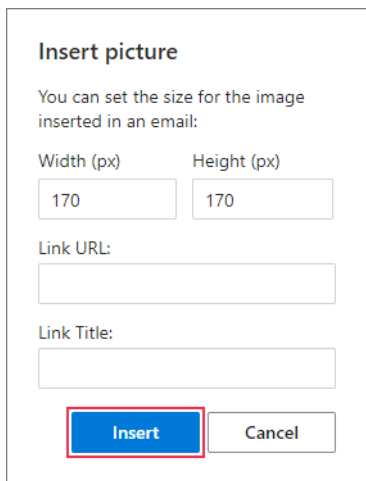 Insert picture
You can set the size for the image
inserted in an email:
Width (px) Height (px)
170 170
Link URL:
Link Title:
Insert Cancel